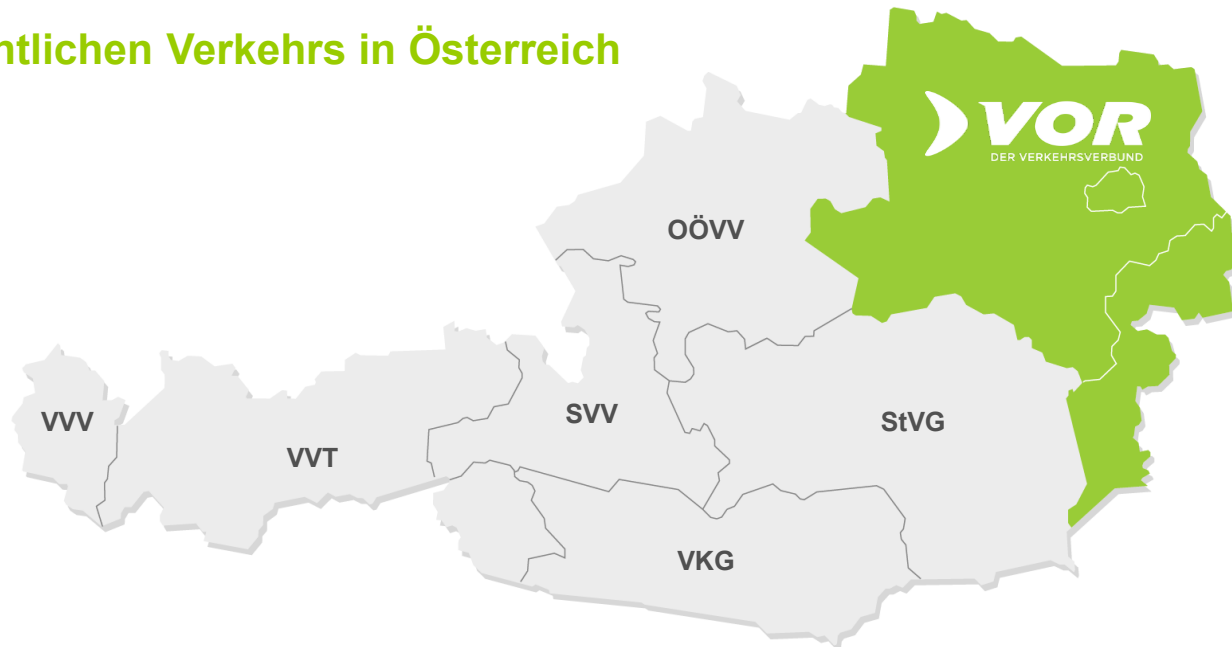 ntlichen Verkehrs in Österreich
VOR
DER VERKEHRSVERBUND
OÖVV
VVV
VVT
SVV
StVG
VKG